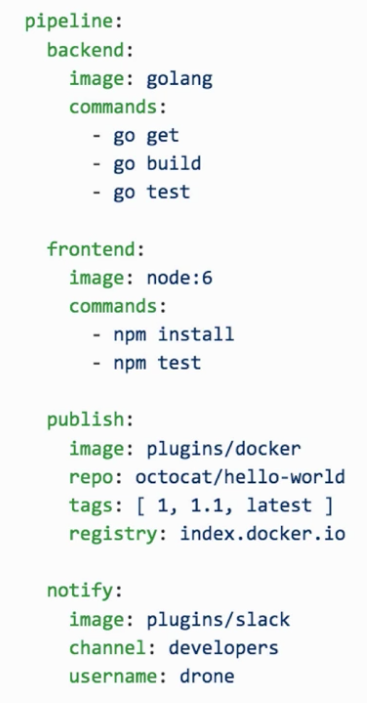 pipeline:
  backend:
    image: golang
    commands:
      - go get
      - go build
      - go test

  frontend:
    image: node:6
    commands:
      - npm install
      - npm test

  publish:
    image: plugins/docker
    repo: octocat/hello-world
    tags: [ 1, 1.1, latest ]
    registry: index.docker.io

  notify:
    image: plugins/slack
    channel: developers
    username: drone